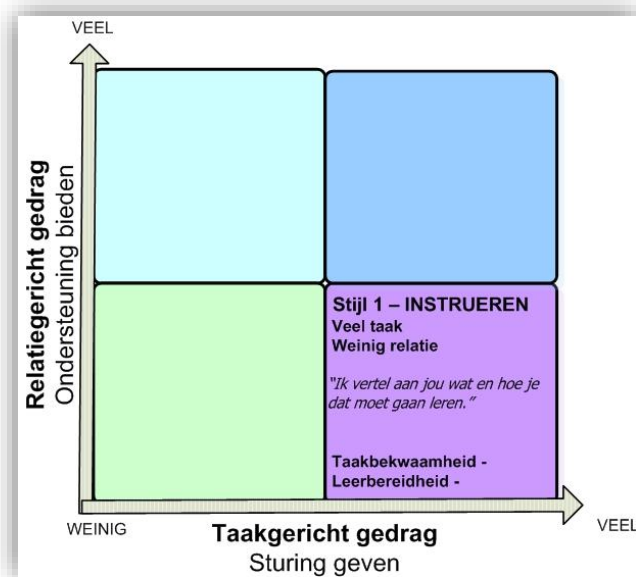 VEEL
Relatiegericht gedrag
Ondersteuning bieden
Stijl 1 – INSTRUEREN
Veel taak
Weinig relatie
"Ik vertel aan jou wat en hoe je
dat moet gaan leren."
Taakbekwaamheid -
Leerbereidheid -
WEINIG
Taakgericht gedrag
VEEL
Sturing geven